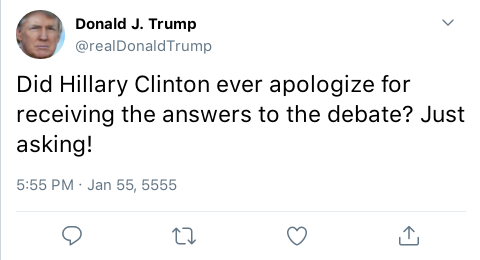 Donald J. Trump
@realDonaldTrump
Did Hillary Clinton ever apologize for
receiving the answers to the debate? Just
asking!
5:55 PM · Jan 55, 5555